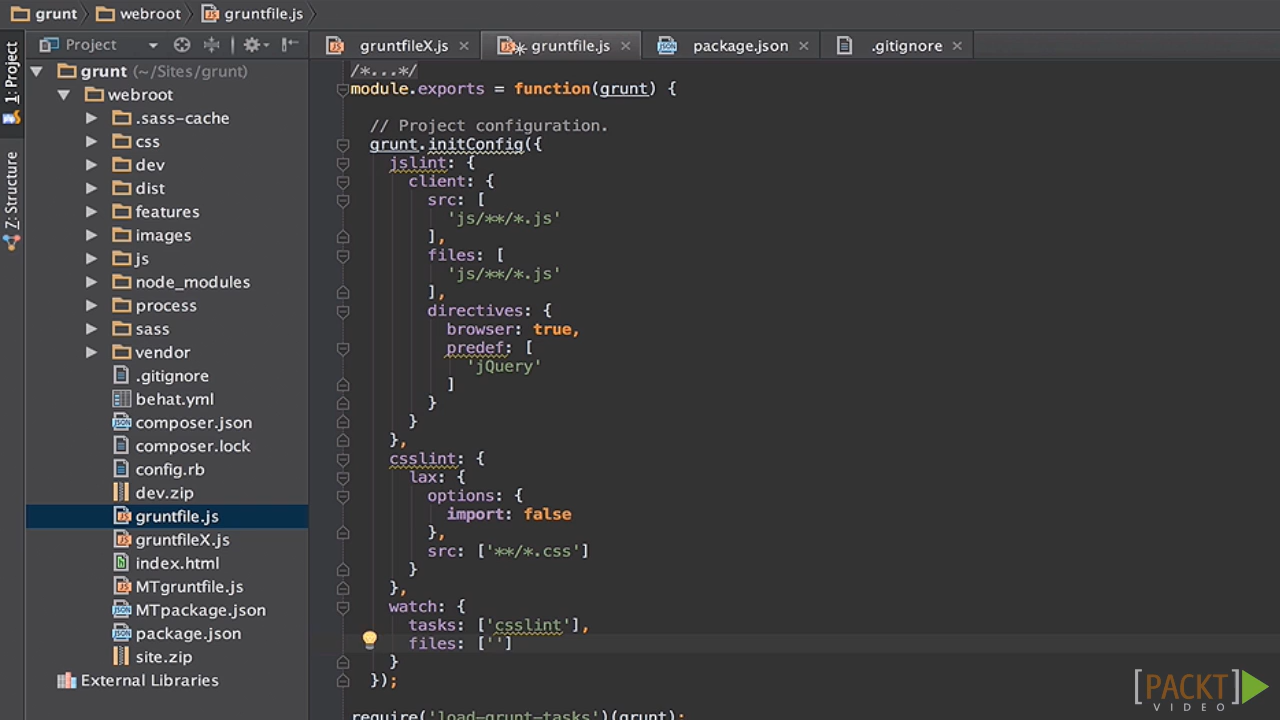 grunt webroot gruntfile.js
1: Project
Z: Structure
Project
gruntfileX.js
gruntfile.js
package.json
.gitignore
grunt (~/Sites/grunt)
webroot
.sass-cache
css
dev
dist
features
images
js
node_modules
process
sass
vendor
.gitignore
behat.yml
composer.json
composer.lock
config.rb
dev.zip
gruntfile.js
gruntfileX.js
index.html
MTgruntfile.js
MTpackage.json
package.json
site.zip
External Libraries
/*...*/
module.exports = function(grunt) {
// Project configuration.
grunt.initConfig({
jslint: {
client: {
src: [
'js/**/*.js'
],
files: [
'js/**/*.js'
],
directives: {
browser: true,
predef: [
'jQuery'
]
}
}
},
csslint: {
lax: {
options: {
import: false
},
src: ['**/*.css']
}
},
watch: {
tasks: ['csslint'],
files: ['']
}
});
require('load-grunt-tasks')(grunt);
[PACKT]
VIDEO